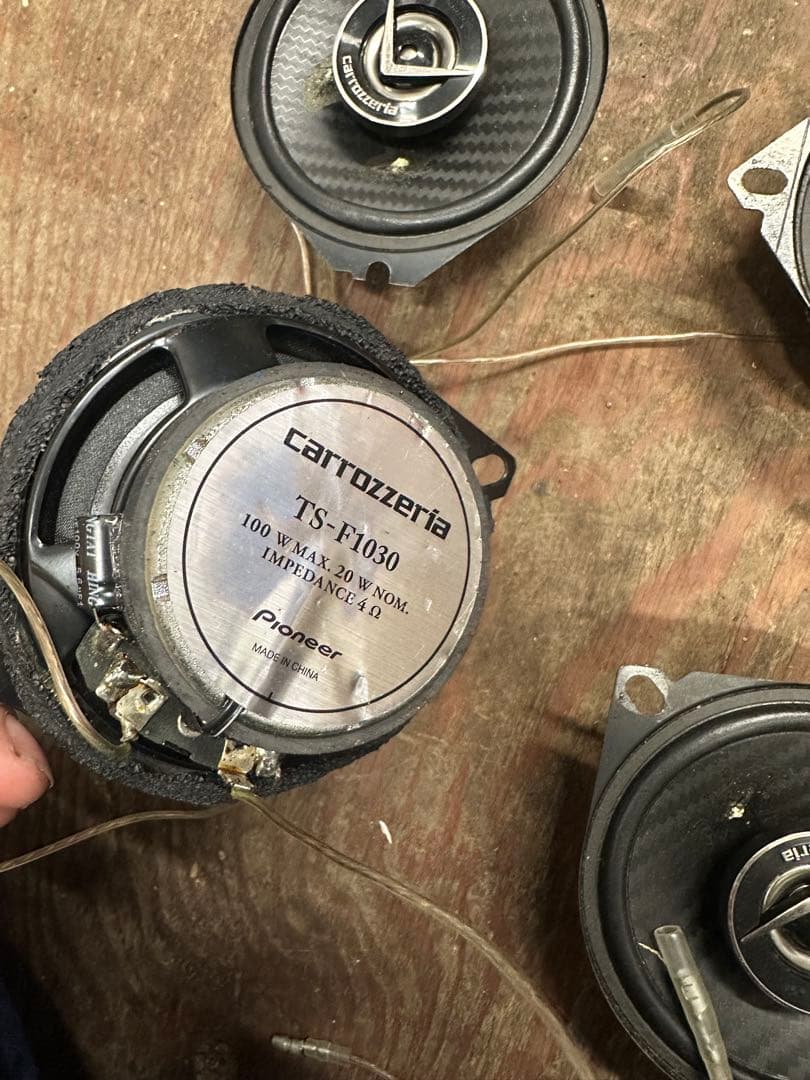 carrozzeria
carrozzeria
TS-F1030
100 W MAX. 20 W NOM.
IMPEDANCE 4 Ω
Pioneer
MADE IN CHINA